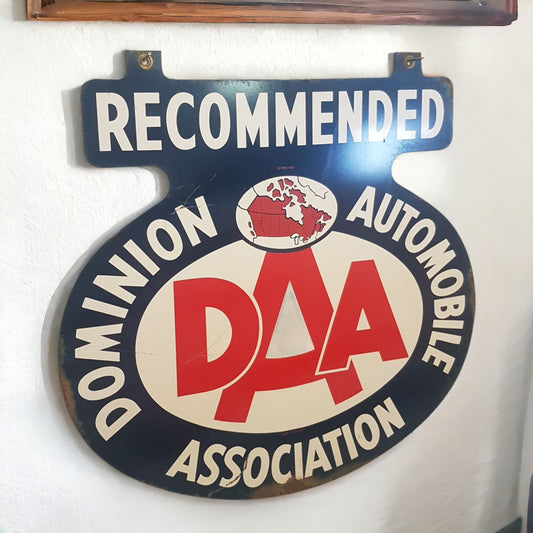 RECOMMENDED
DOMINION
AUTOMOBILE
DAA
ASSOCIATION